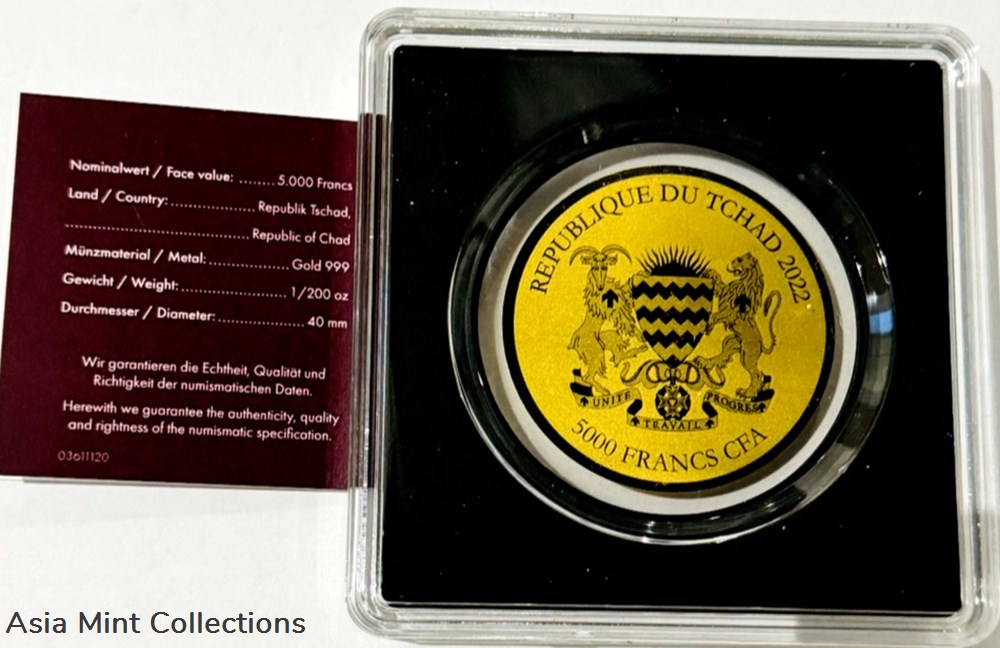 Nominalwert / Face value: ........5.000 Francs
Land / Country:.................... Republik Tschad,
............................................ Republic of Chad
Münzmaterial / Metal:................... Gold 999
Gewicht / Weight:......................... 1/200 oz
Durchmesser / Diameter:..................... 40 mm
Wir garantieren die Echtheit, Qualität und
Richtigkeit der numismatischen Daten.
Herewith we guarantee the authenticity, quality
and rightness of the numismatic specification.
03611120
REPUBLIQUE DU TCHAD 2022
UNITE TRAVAIL PROGRES
5000 FRANCS CFA
Asia Mint Collections